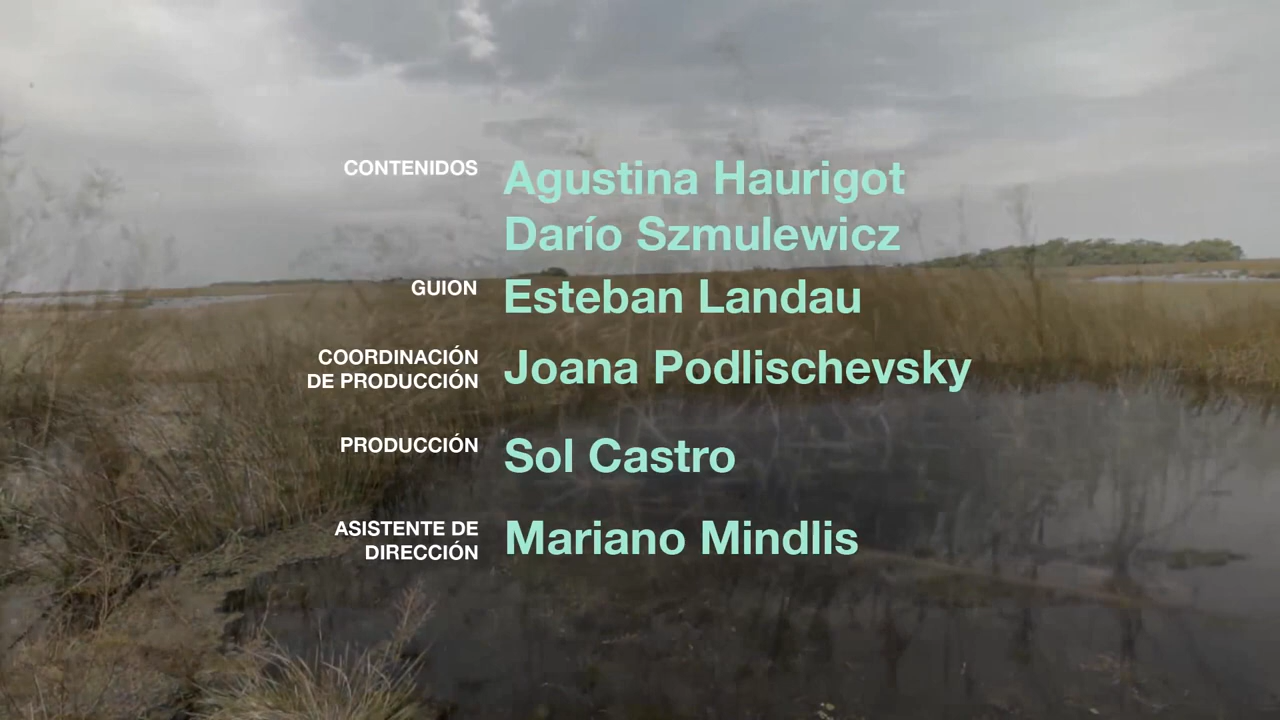 CONTENIDOS Agustina Haurigot
Darío Szmulewicz
GUION Esteban Landau
COORDINACIÓN
DE PRODUCCIÓN Joana Podlischevsky
PRODUCCIÓN Sol Castro
ASISTENTE DE
DIRECCIÓN Mariano Mindlis